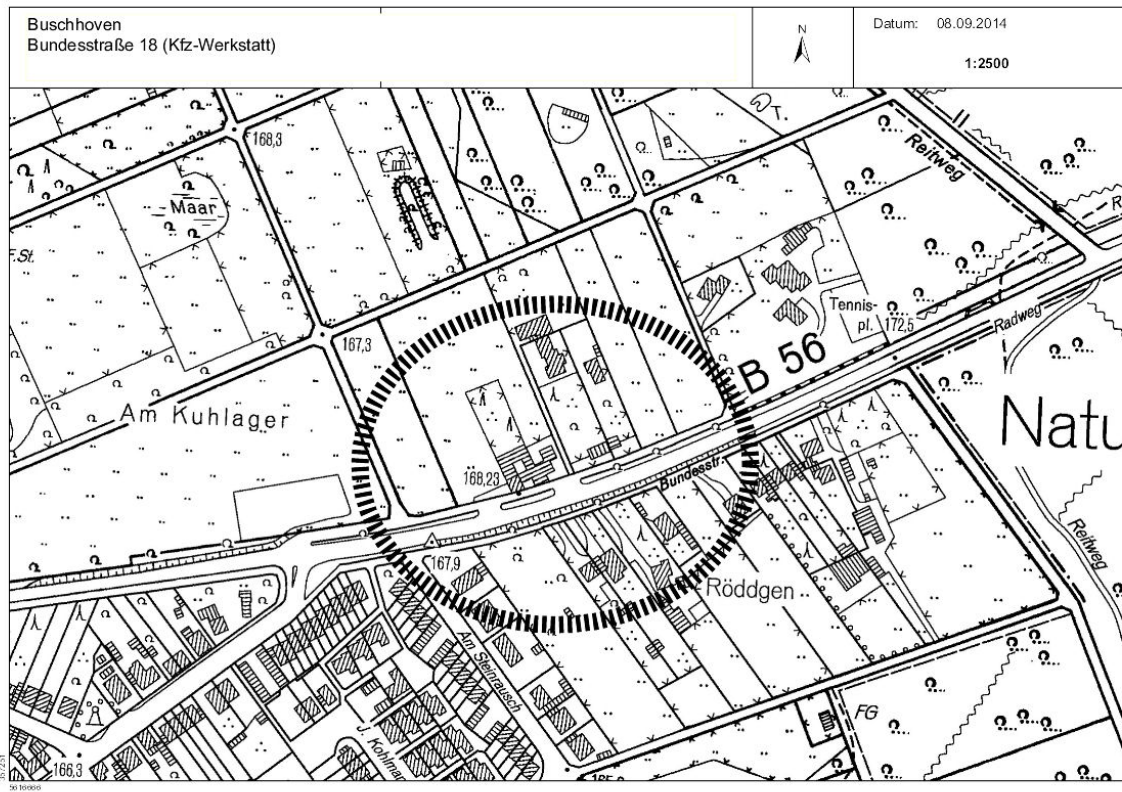 Buschhoven
Bundesstraße 18 (Kfz-Werkstatt)
N
Datum: 08.09.2014
1:2500
168,3
T.
Reitweg
Maar
F.St.
R
Tennis-
pl.
172,5
Radweg
167,3
B 56
Am Kuhlager
Natu
168,23
Bundesstr.
167,9
Reitweg
Röddgen
Am Steinrausch
FG
J. Kohlma
166,3